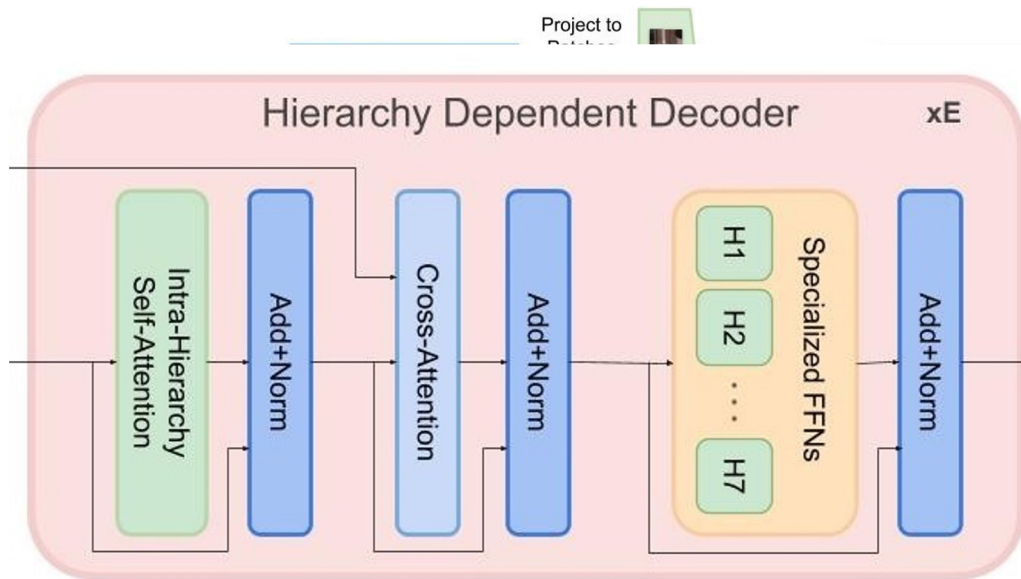 Project to
Hierarchy Dependent Decoder
xE
Intra-Hierarchy
Self-Attention
Add+Norm
Cross-Attention
Add+Norm
H1
H2
H7
Specialized FFNs
Add+Norm